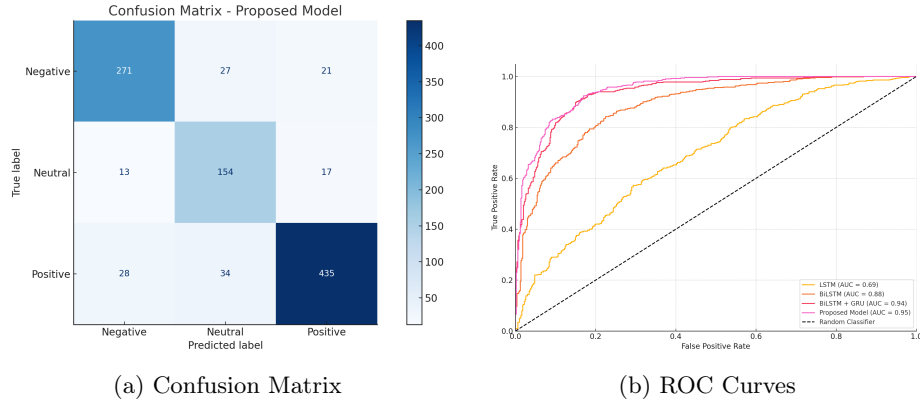 Confusion Matrix - Proposed Model
True label
Negative
271
27
21
Neutral
13
154
17
Positive
28
34
435
Negative
Neutral
Positive
Predicted label
400
350
300
250
200
150
100
50
(a) Confusion Matrix
True Positive Rate
1.0
0.8
0.6
0.4
0.2
0.0
0.0
0.2
0.4
0.6
0.8
1.0
False Positive Rate
LSTM (AUC = 0.69)
BiLSTM (AUC = 0.88)
BiLSTM + GRU (AUC = 0.94)
Proposed Model (AUC = 0.95)
Random Classifier
(b) ROC Curves